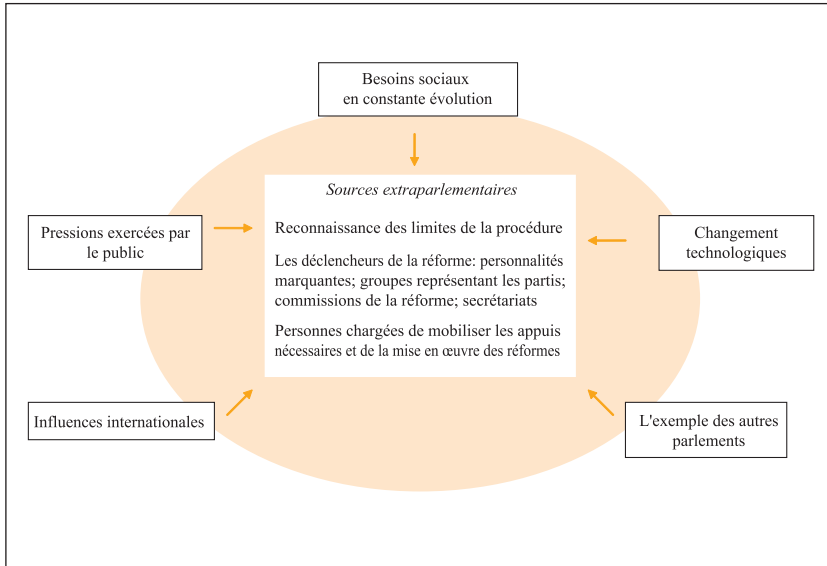 Besoins sociaux
en constante évolution
Sources extraparlementaires
Reconnaissance des limites de la procédure
Les déclencheurs de la réforme: personnalités
marquantes; groupes représentant les partis;
commissions de la réforme; secrétariats
Personnes chargées de mobiliser les appuis
nécessaires et de la mise en œuvre des réformes
Pressions exercées par
le public
Changement
technologiques
Influences internationales
L'exemple des autres
parlements